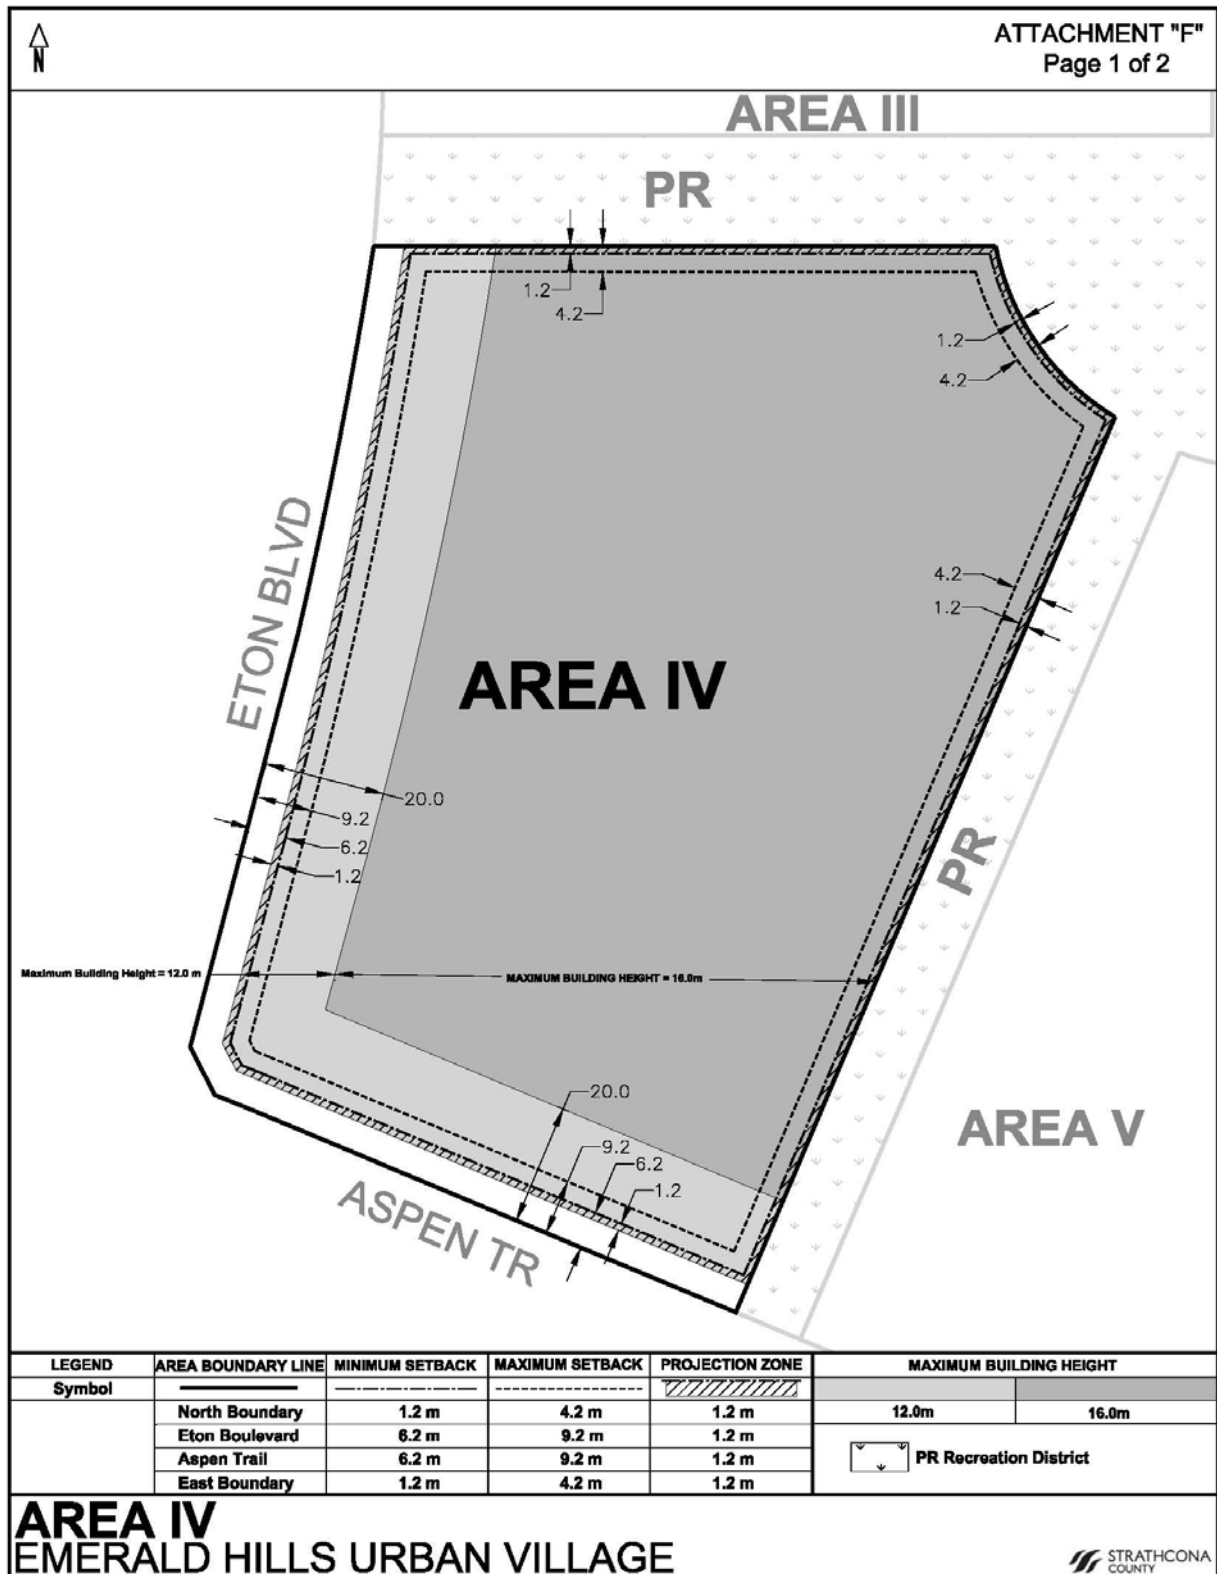 N
ATTACHMENT "F"
Page 1 of 2
AREA III
PR
1.2
4.2
1.2
4.2
ETON BLVD
4.2
1.2
AREA IV
20.0
9.2
6.2
1.2
PR
Maximum Building Height = 12.0 m
MAXIMUM BUILDING HEIGHT = 16.0m
20.0
9.2
6.2
1.2
AREA V
ASPEN TR
LEGEND AREA BOUNDARY LINE MINIMUM SETBACK MAXIMUM SETBACK PROJECTION ZONE MAXIMUM BUILDING HEIGHT
Symbol
North Boundary 1.2 m 4.2 m 1.2 m 12.0m 16.0m
Eton Boulevard 6.2 m 9.2 m 1.2 m
Aspen Trail 6.2 m 9.2 m 1.2 m PR Recreation District
East Boundary 1.2 m 4.2 m 1.2 m
AREA IV
EMERALD HILLS URBAN VILLAGE
STRATHCONA
COUNTY